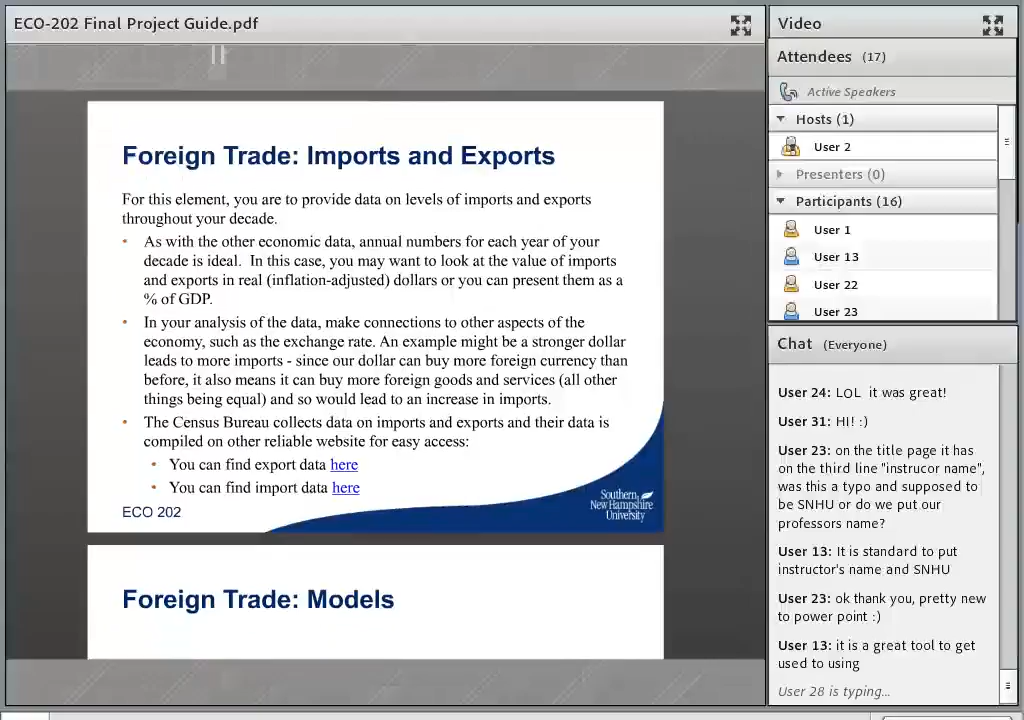 ECO-202 Final Project Guide.pdf
Foreign Trade: Imports and Exports
For this element, you are to provide data on levels of imports and exports
throughout your decade.
• As with the other economic data, annual numbers for each year of your
decade is ideal. In this case, you may want to look at the value of imports
and exports in real (inflation-adjusted) dollars or you can present them as a
% of GDP.
• In your analysis of the data, make connections to other aspects of the
economy, such as the exchange rate. An example might be a stronger dollar
leads to more imports - since our dollar can buy more foreign currency than
before, it also means it can buy more foreign goods and services (all other
things being equal) and so would lead to an increase in imports.
• The Census Bureau collects data on imports and exports and their data is
compiled on other reliable website for easy access:
• You can find export data here
• You can find import data here
ECO 202
Southern
New Hampshire
University
Foreign Trade: Models
Video
Attendees (17)
Active Speakers
Hosts (1)
User 2
Presenters (0)
Participants (16)
User 1
User 13
User 22
User 23
Chat (Everyone)
User 24: LOL it was great!
User 31: HI! :)
User 23: on the title page it has
on the third line "instrucor name",
was this a typo and supposed to
be SNHU or do we put our
professors name?
User 13: It is standard to put
instructor's name and SNHU
User 23: ok thank you, pretty new
to power point :)
User 13: it is a great tool to get
used to using
User 28 is typing...